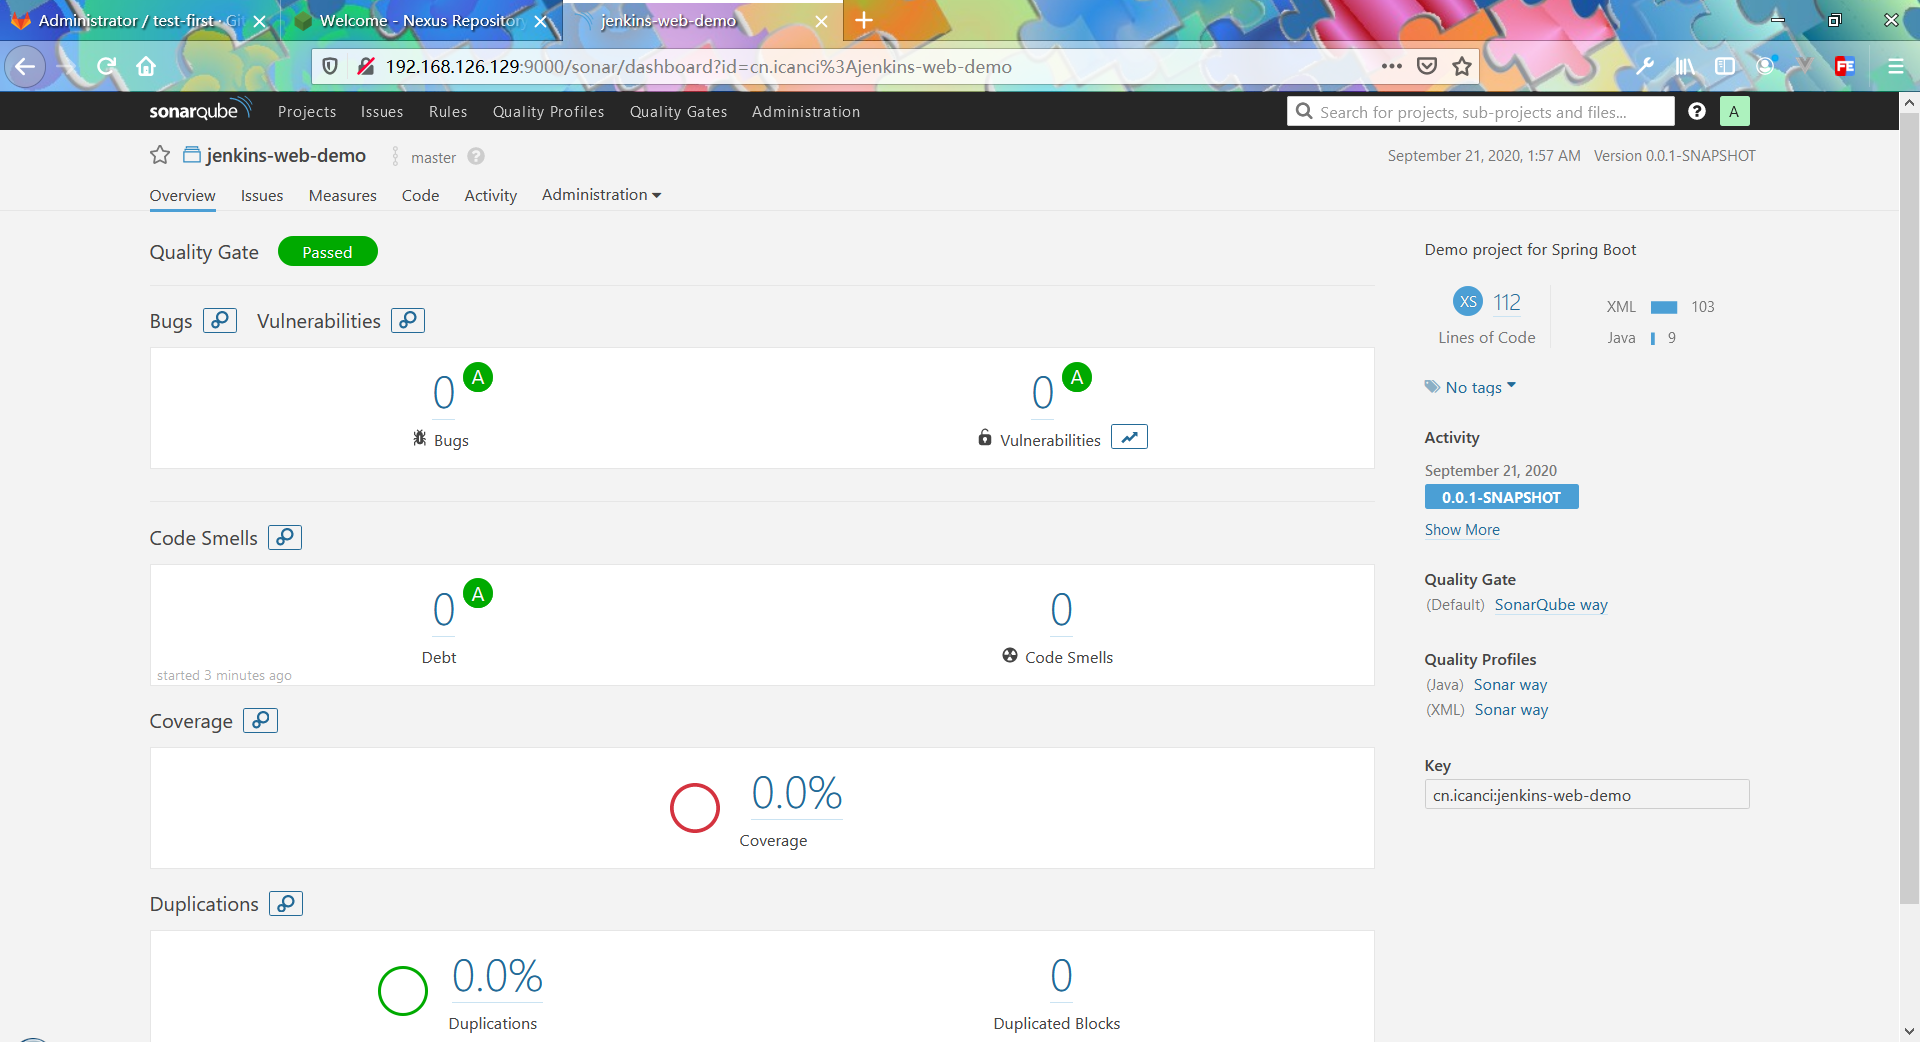 Administrator / test-first · Git
Welcome - Nexus Repository
jenkins-web-demo
192.168.126.129:9000/sonar/dashboard?id=cn.icanci%3Ajenkins-web-demo
FE
sonarqube Projects Issues Rules Quality Profiles Quality Gates Administration
Search for projects, sub-projects and files...
A
jenkins-web-demo master
September 21, 2020, 1:57 AM Version 0.0.1-SNAPSHOT
Overview Issues Measures Code Activity Administration
Quality Gate Passed
Bugs Vulnerabilities
0 A
Bugs
0 A
Vulnerabilities
Code Smells
0 A
Debt
0
Code Smells
started 3 minutes ago
Coverage
0.0%
Coverage
Duplications
0.0%
Duplications
0
Duplicated Blocks
Demo project for Spring Boot
XS 112
Lines of Code
XML 103
Java 9
No tags
Activity
September 21, 2020
0.0.1-SNAPSHOT
Show More
Quality Gate
(Default) SonarQube way
Quality Profiles
(Java) Sonar way
(XML) Sonar way
Key
cn.icanci:jenkins-web-demo